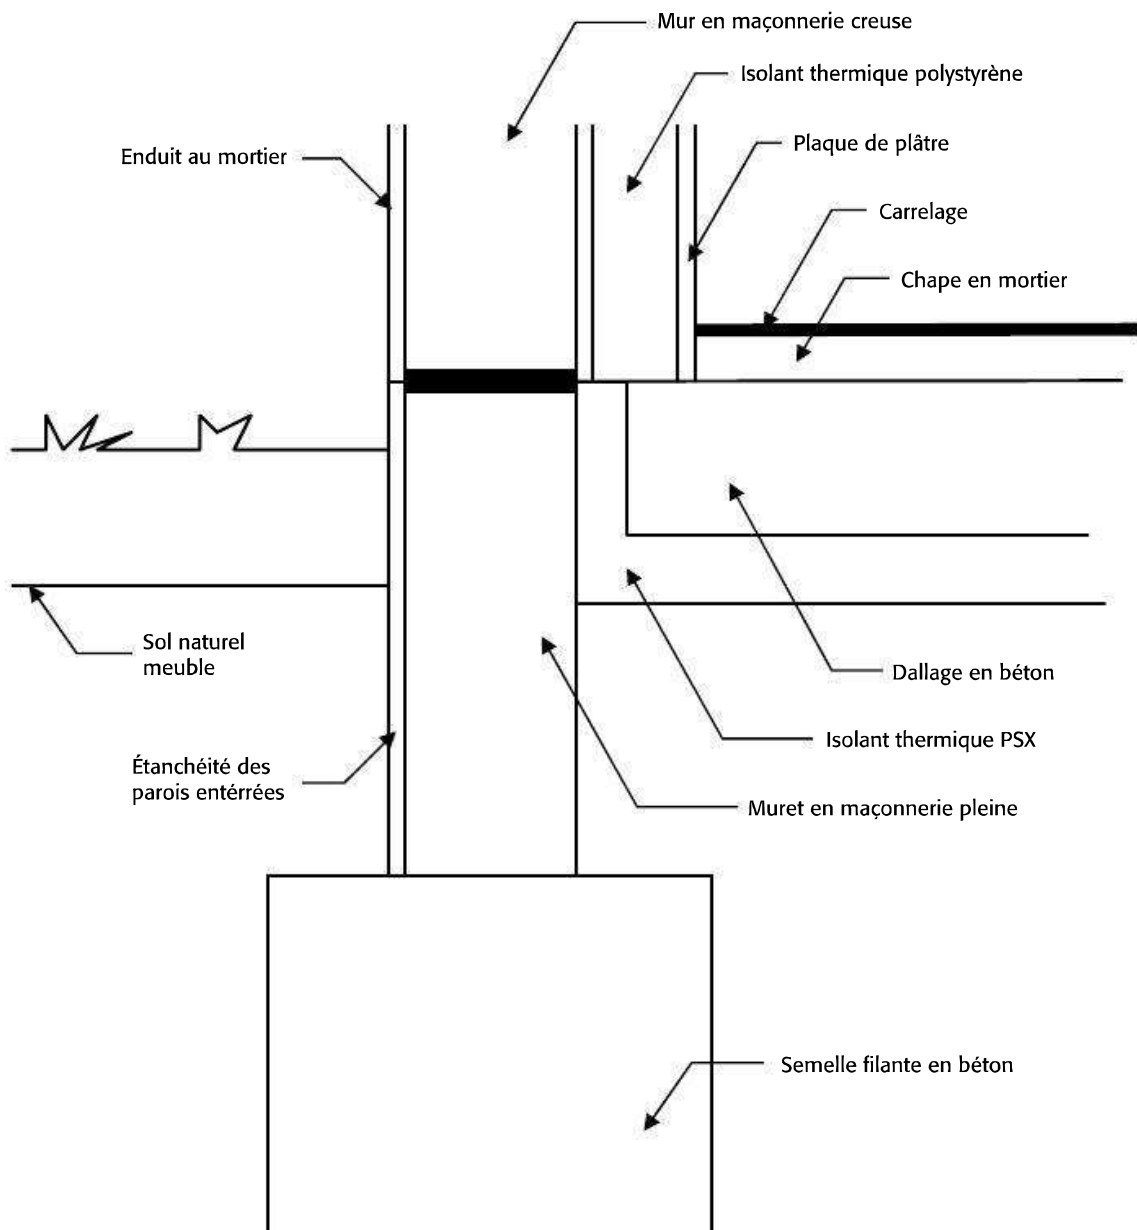 Mur en maçonnerie creuse
Isolant thermique polystyrène
Enduit au mortier
Plaque de plâtre
Carrelage
Chape en mortier
Sol naturel
meuble
Dallage en béton
Isolant thermique PSX
Étanchéité des
parois entérrées
Muret en maçonnerie pleine
Semelle filante en béton